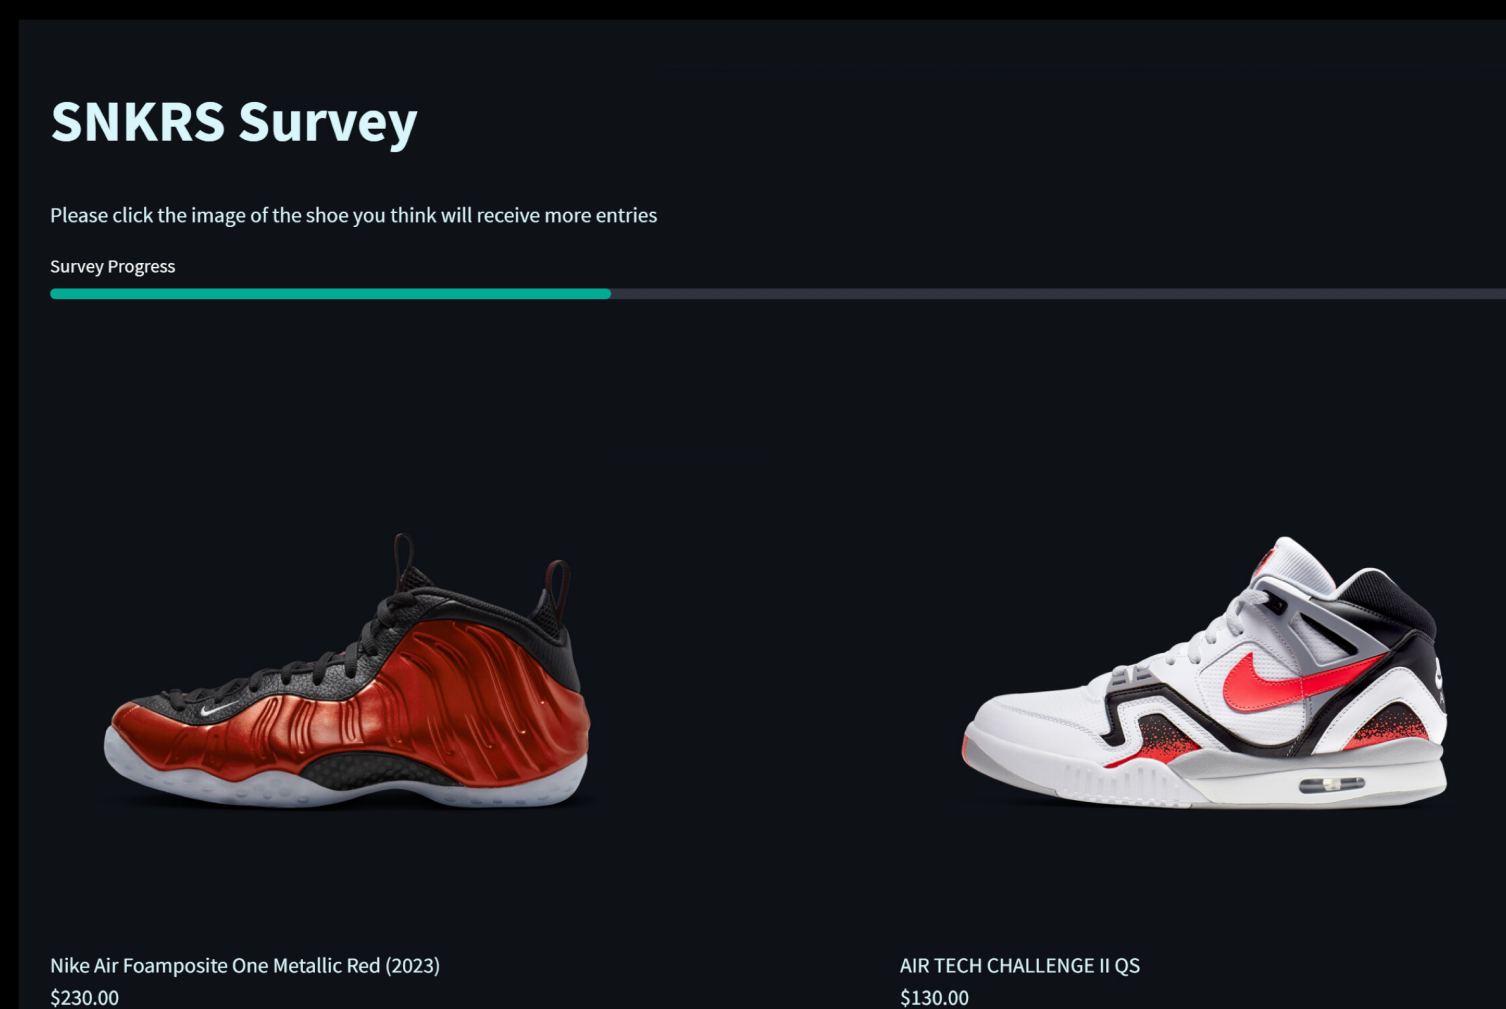 SNKRS Survey
Please click the image of the shoe you think will receive more entries
Survey Progress
Nike Air Foamposite One Metallic Red (2023)
$230.00
AIR TECH CHALLENGE II QS
$130.00